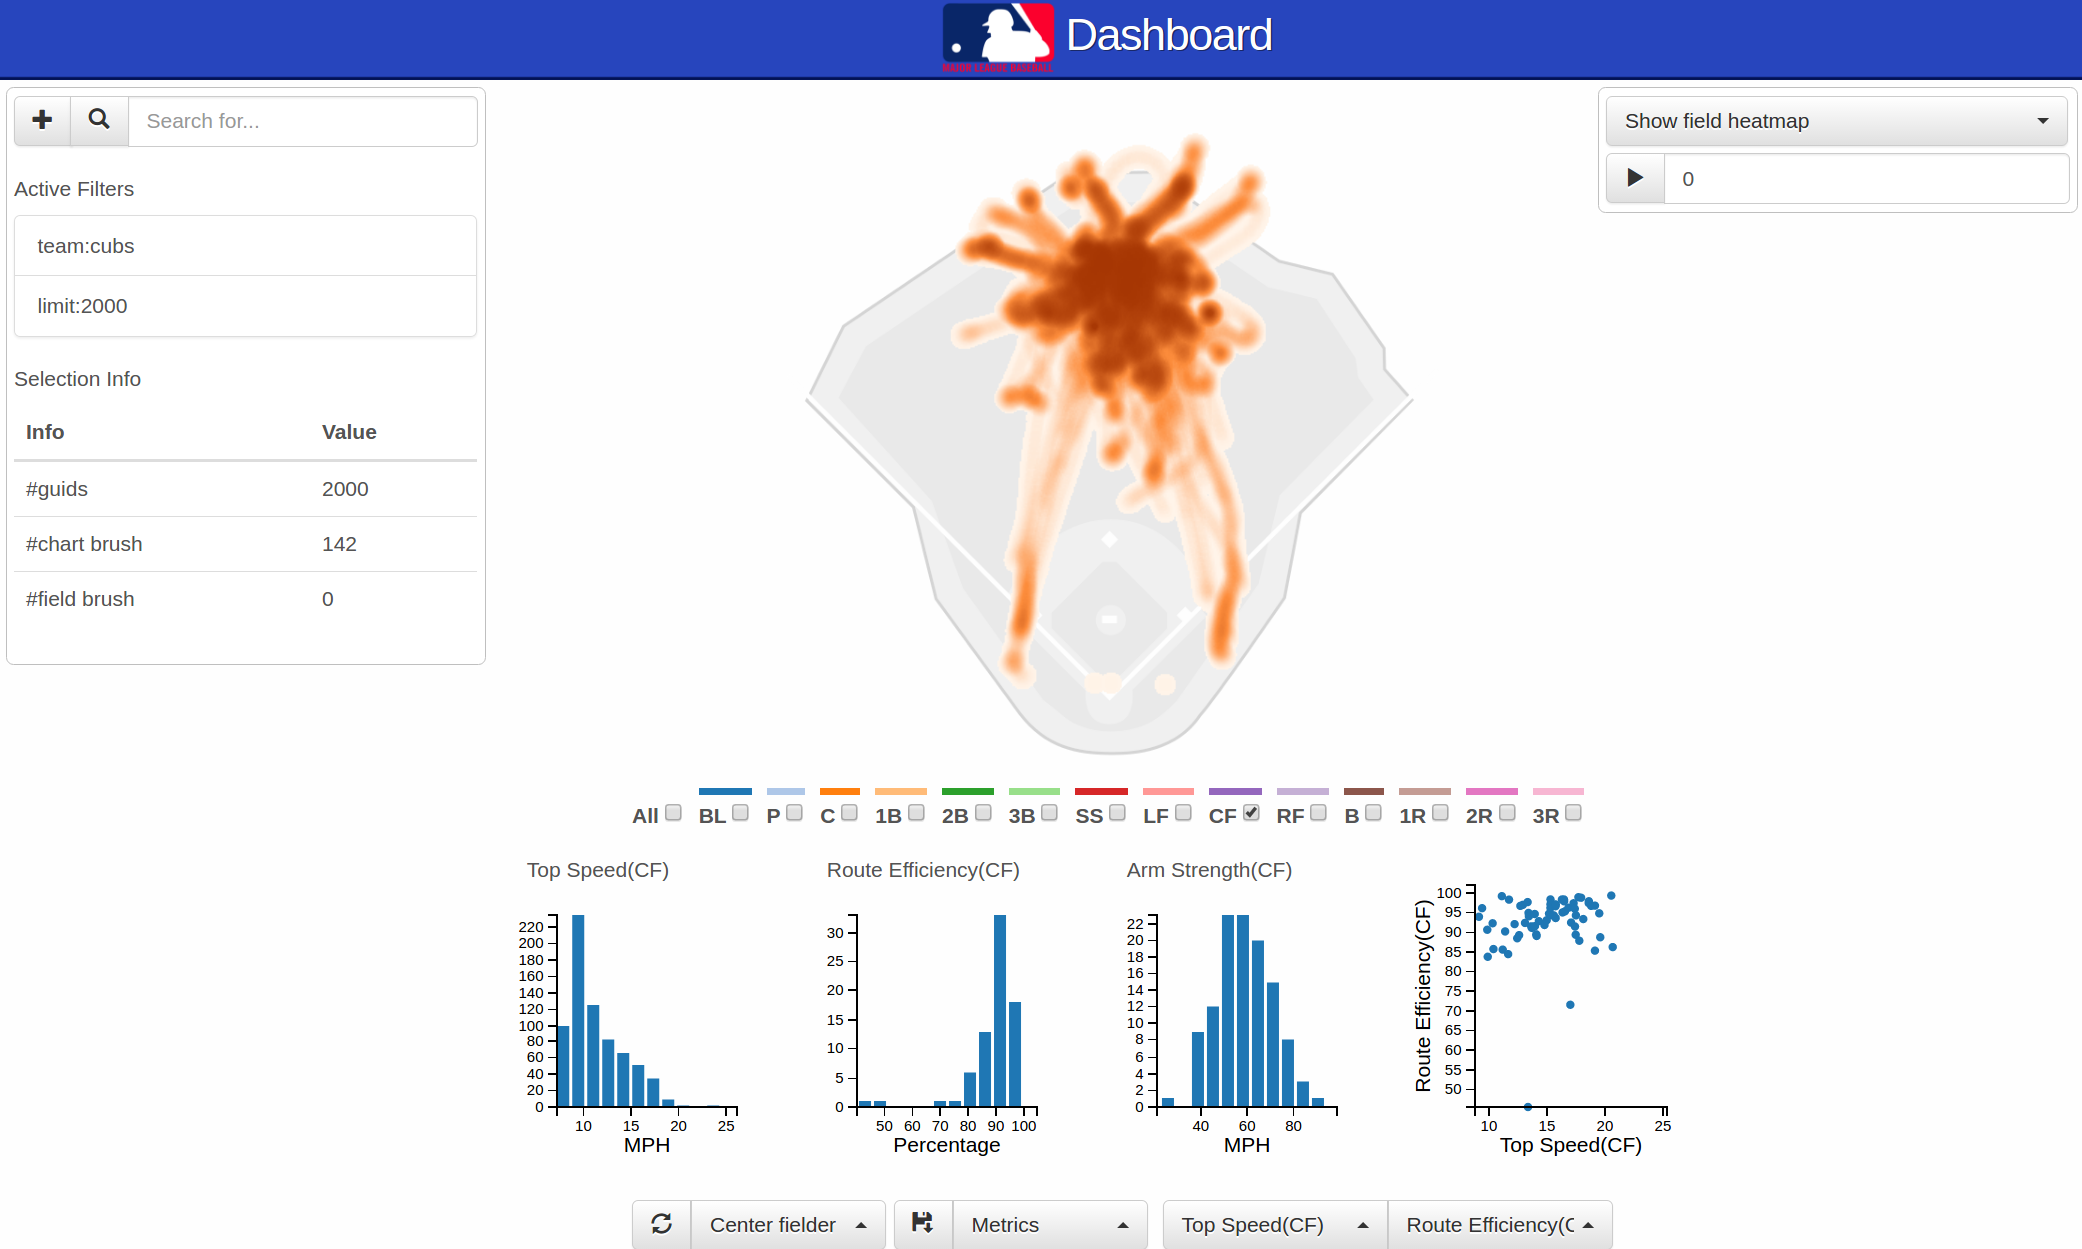 MAJOR LEAGUE BASEBALL
Dashboard
Search for...
Active Filters
team:cubs
limit:2000
Selection Info
Info Value
#guids 2000
#chart brush 142
#field brush 0
Show field heatmap
0
All BL P C 1B 2B 3B SS LF CF RF B 1R 2R 3R
Top Speed(CF)
220
200
180
160
140
120
100
80
60
40
20
0
10 15 20 25
MPH
Route Efficiency(CF)
30
25
20
15
10
5
0
50 60 70 80 90 100
Percentage
Arm Strength(CF)
22
20
18
16
14
12
10
8
6
4
2
0
40 60 80
MPH
Route Efficiency(CF)
100
95
90
85
80
75
70
65
60
55
50
10 15 20 25
Top Speed(CF)
Center fielder Metrics Top Speed(CF) Route Efficiency(C